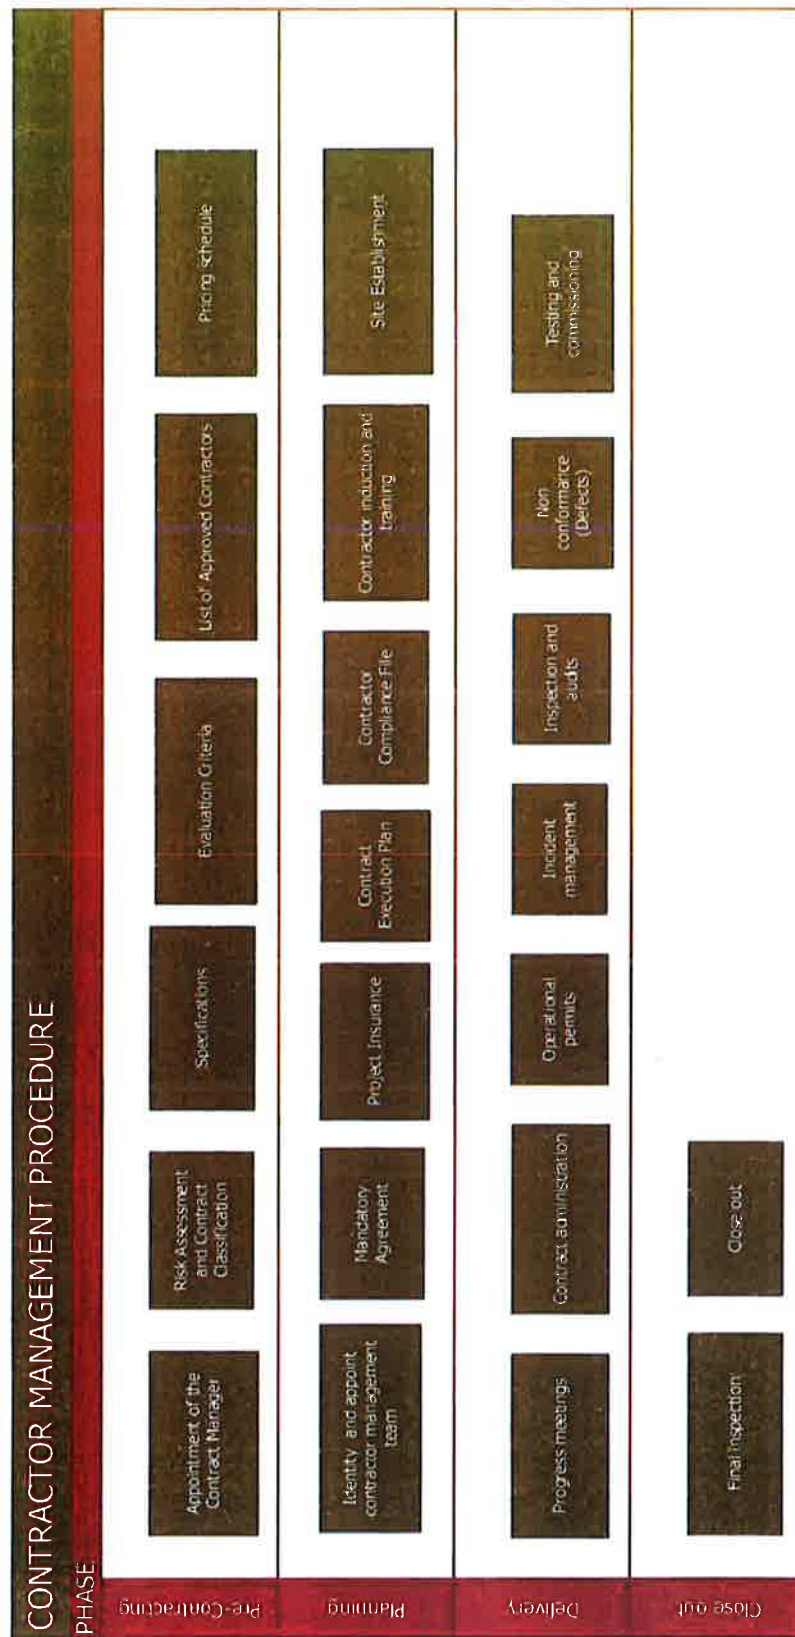 CONTRACTOR MANAGEMENT PROCEDURE
PHASE
Pre-Contracting
Appointment of the
Contract Manager
Risk Assessment
and Contract
Classification
Specifications
Evaluation Criteria
List of Approved Contractors
Pricing schedule
Planning
Identity and appoint
contractor management
team
Mandatory
Agreement
Project Insurance
Contract
Execution Plan
Contractor
Compliance File
Contractor induction and
training
Site Establishment
Delivery
Progress meetings
Contract administration
Operational
permits
Incident
management
Inspection and
audits
Non
conformance
(Defects)
Testing and
commissioning
Close out
Final inspection
Close out